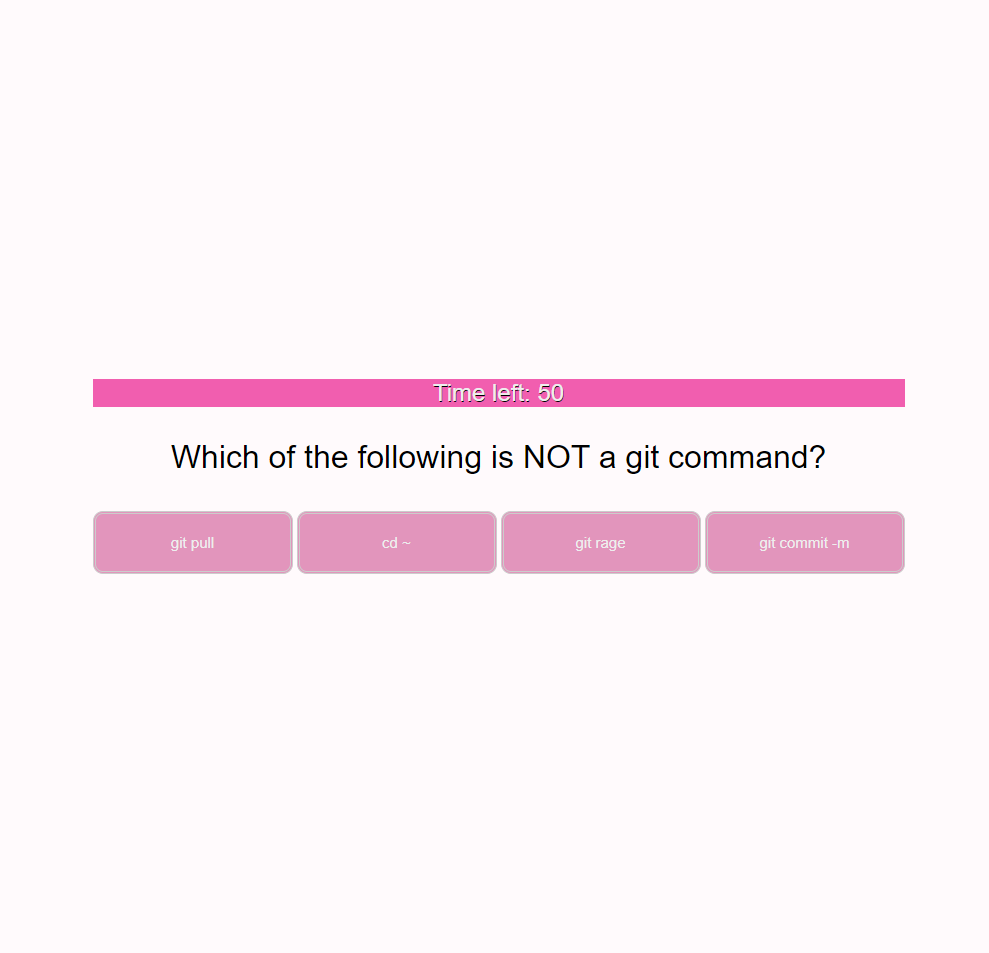 Time left: 50
Which of the following is NOT a git command?
git pull
cd ~
git rage
git commit -m